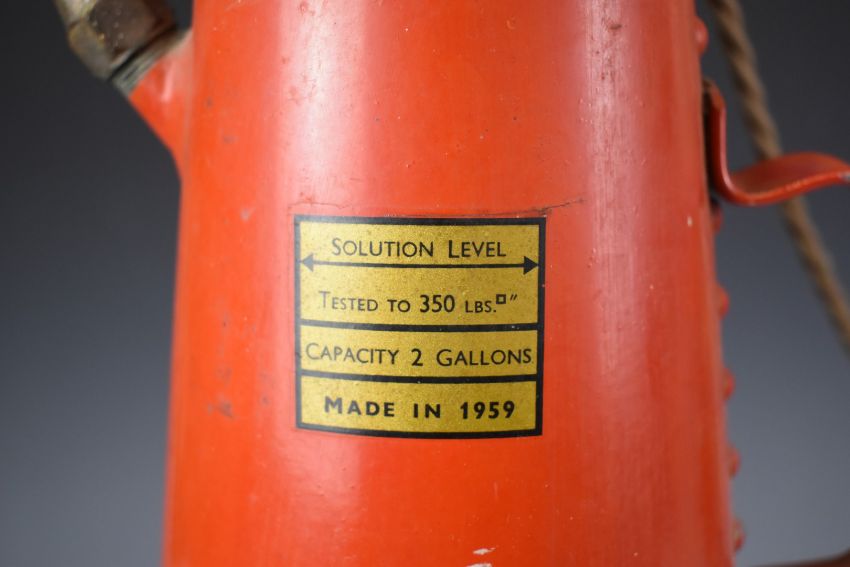 SOLUTION LEVEL
TESTED TO 350 LBS.□″
CAPACITY 2 GALLONS
MADE IN 1959